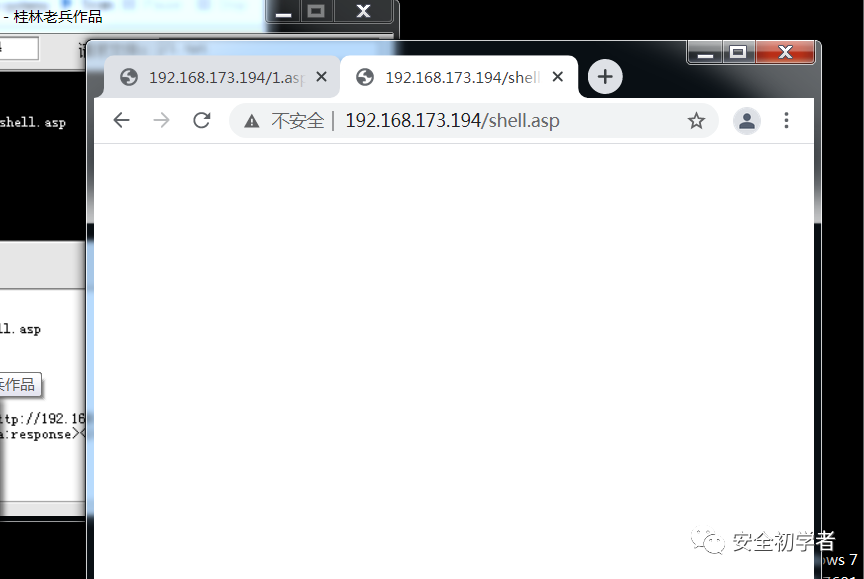 - 桂林老兵作品
shell.asp
192.168.173.194/1.asp
192.168.173.194/shell
不安全
192.168.173.194/shell.asp
ll.asp
兵作品
ttp://192.16
a:response><
安全初学者
ows 7